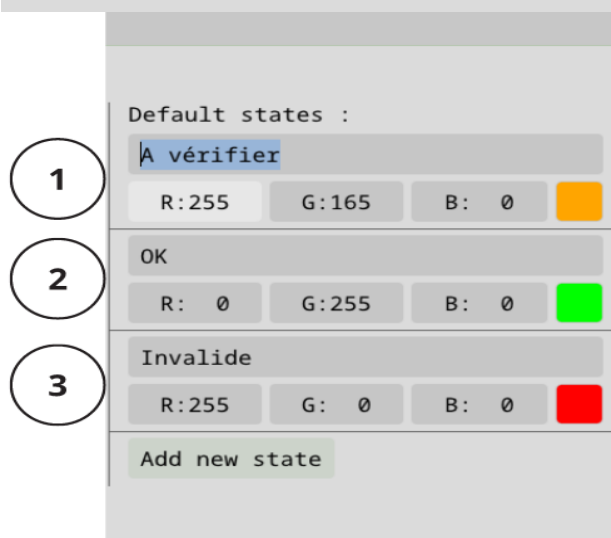 Default states :
1
A vérifier
R:255 G:165 B: 0
2
OK
R: 0 G:255 B: 0
3
Invalide
R:255 G: 0 B: 0
Add new state